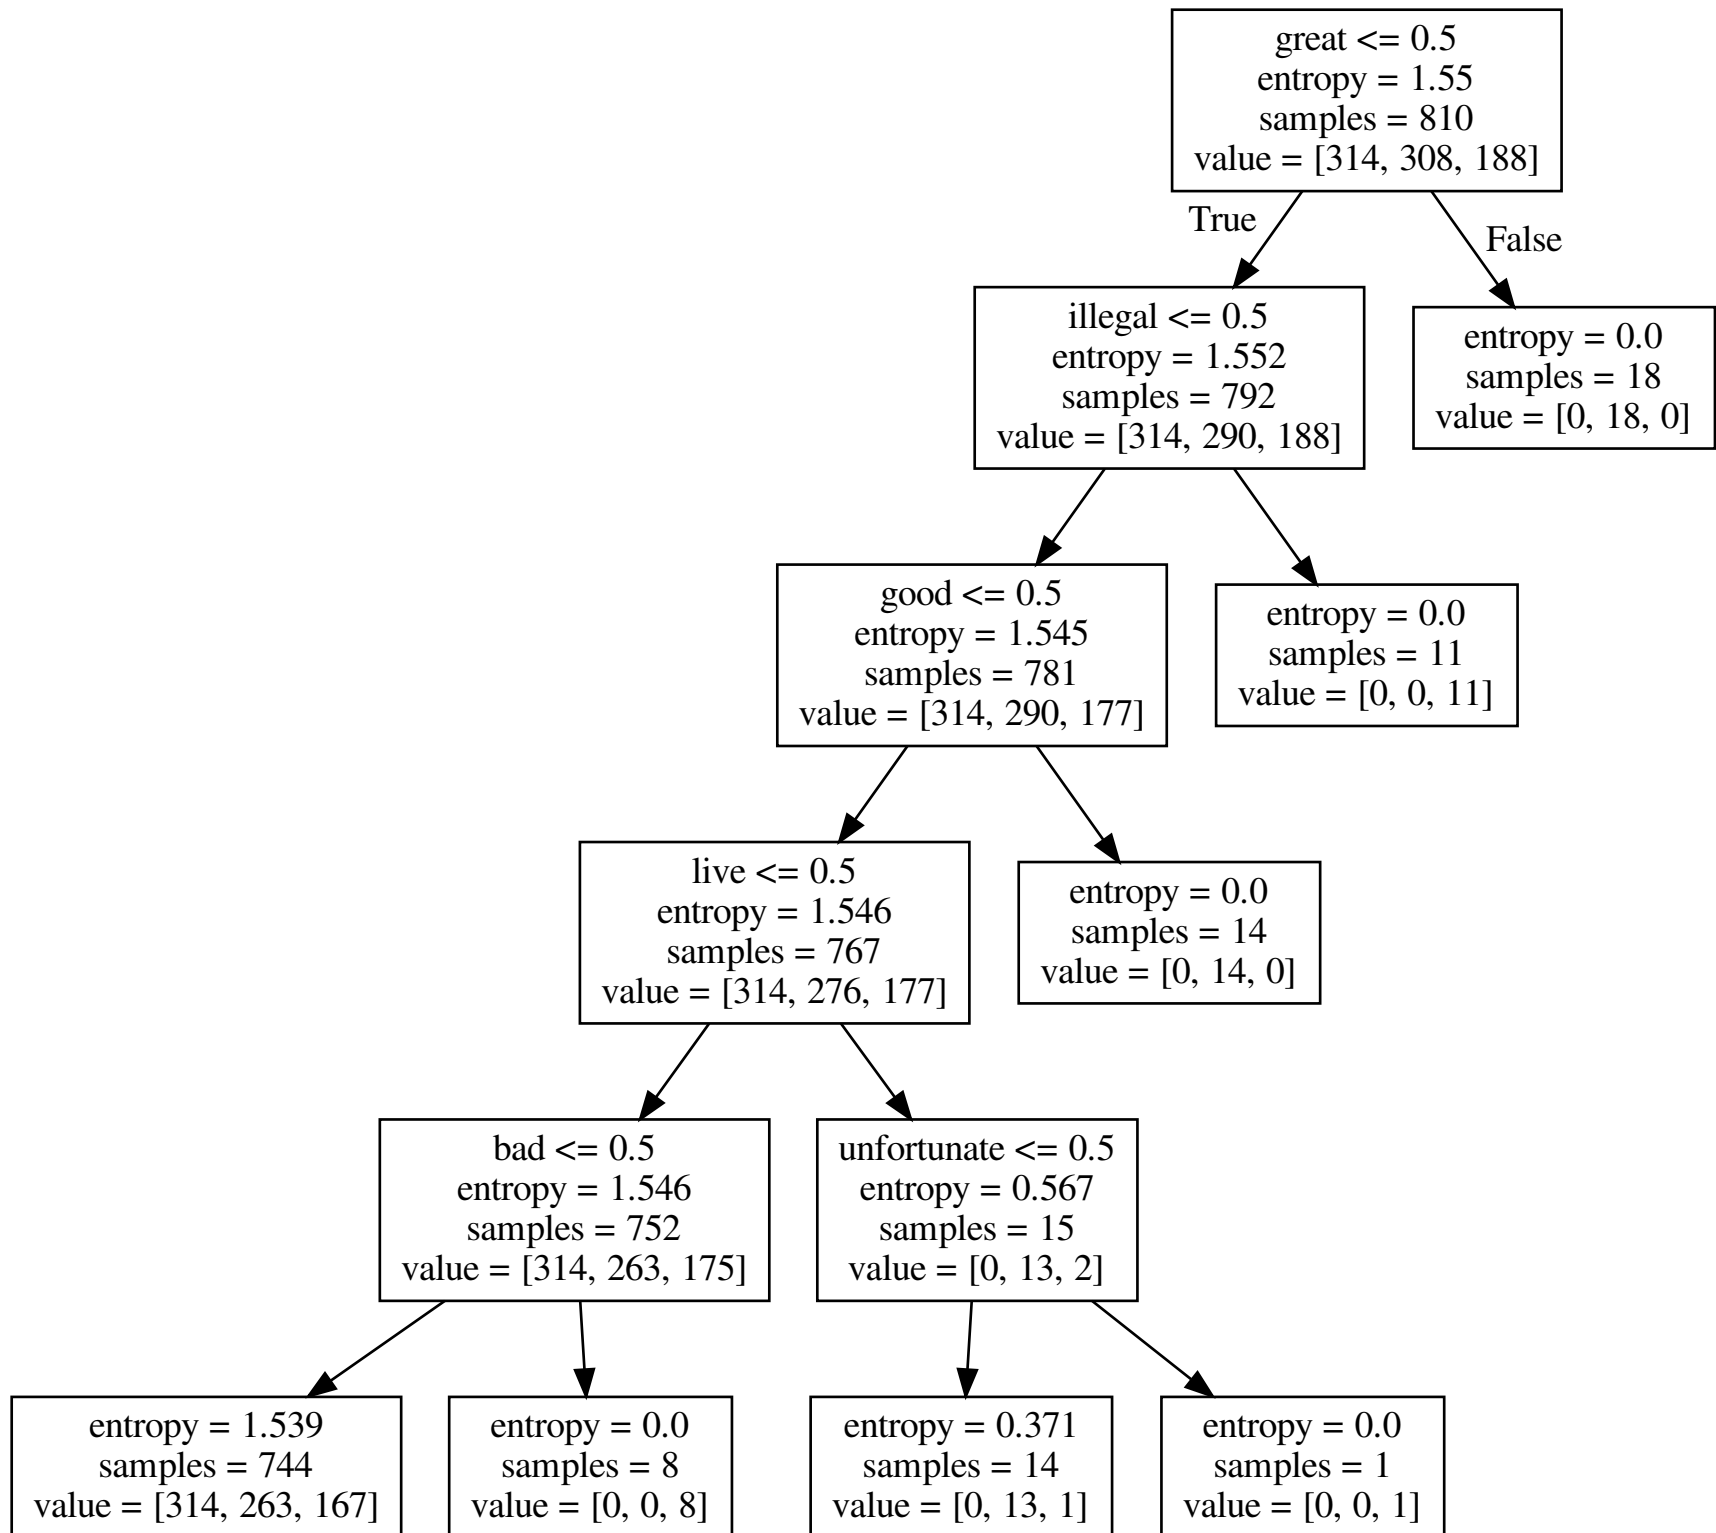 great <= 0.5
entropy = 1.55
samples = 810
value = [314, 308, 188]
True
False
illegal <= 0.5
entropy = 1.552
samples = 792
value = [314, 290, 188]
entropy = 0.0
samples = 18
value = [0, 18, 0]
good <= 0.5
entropy = 1.545
samples = 781
value = [314, 290, 177]
entropy = 0.0
samples = 11
value = [0, 0, 11]
live <= 0.5
entropy = 1.546
samples = 767
value = [314, 276, 177]
entropy = 0.0
samples = 14
value = [0, 14, 0]
bad <= 0.5
entropy = 1.546
samples = 752
value = [314, 263, 175]
unfortunate <= 0.5
entropy = 0.567
samples = 15
value = [0, 13, 2]
entropy = 1.539
samples = 744
value = [314, 263, 167]
entropy = 0.0
samples = 8
value = [0, 0, 8]
entropy = 0.371
samples = 14
value = [0, 13, 1]
entropy = 0.0
samples = 1
value = [0, 0, 1]